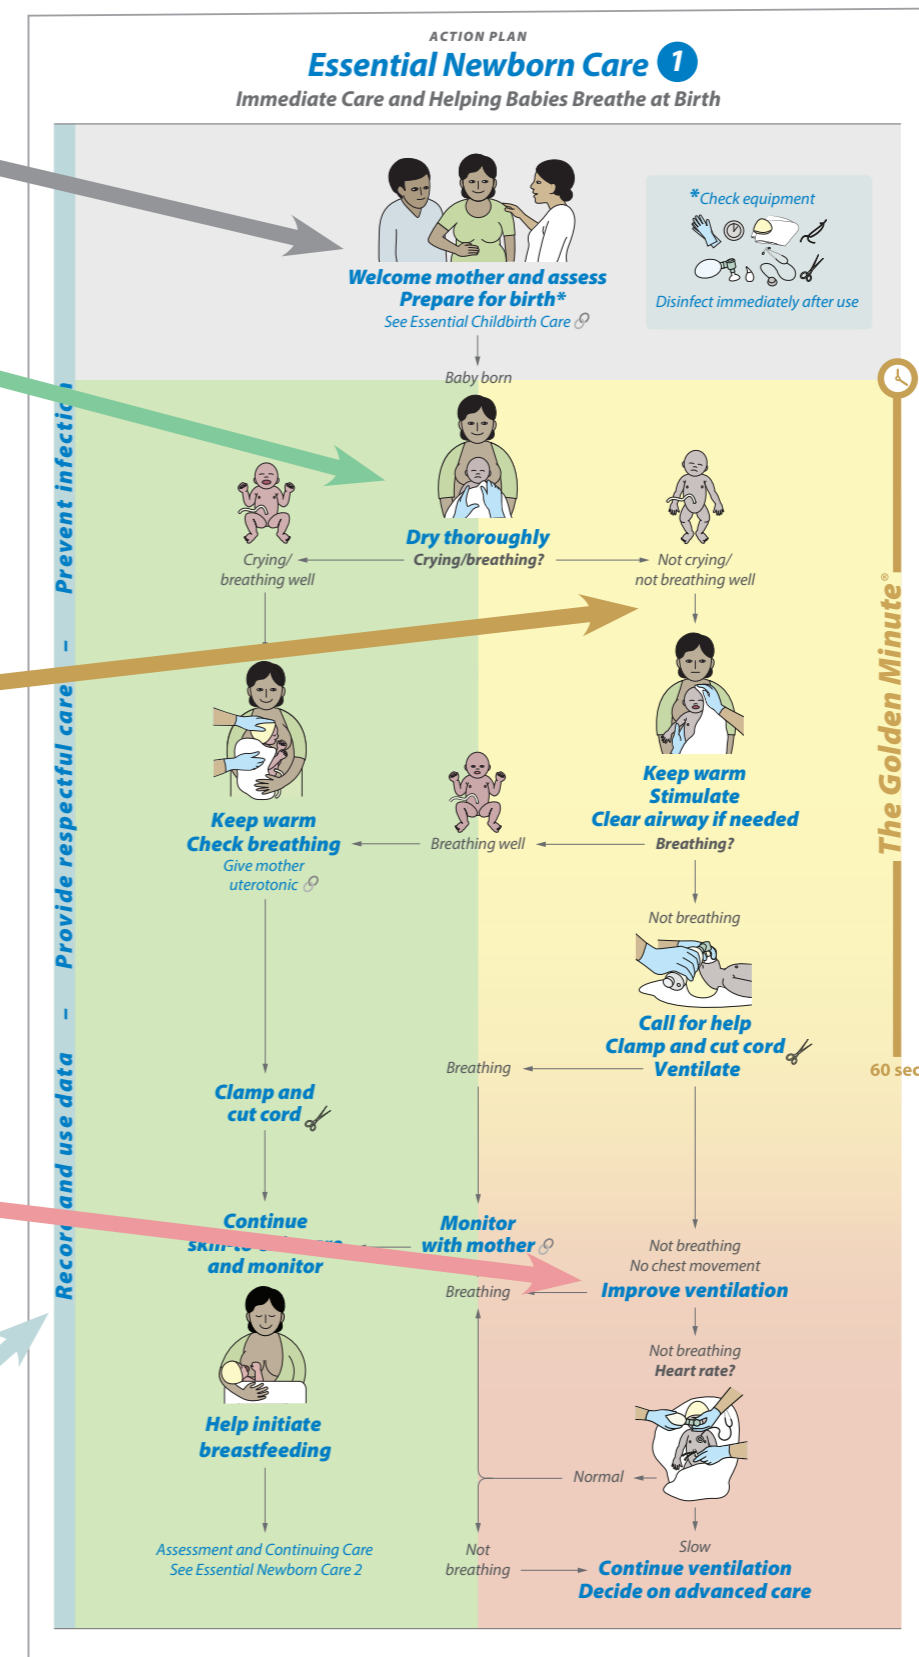 ACTION PLAN
Essential Newborn Care 1
Immediate Care and Helping Babies Breathe at Birth
*Check equipment
Disinfect immediately after use
Welcome mother and assess
Prepare for birth*
See Essential Childbirth Care
Baby born
Dry thoroughly
Crying/breathing?
Crying/
breathing well
Not crying/
not breathing well
Keep warm
Stimulate
Clear airway if needed
Breathing?
Breathing well
Keep warm
Check breathing
Give mother
uterotonic
Not breathing
Call for help
Clamp and cut cord
Ventilate
Breathing
Clamp and
cut cord
Continue
and monitor
Monitor
with mother
Not breathing
No chest movement
Improve ventilation
Breathing
Not breathing
Heart rate?
Normal
Help initiate
breastfeeding
Assessment and Continuing Care
See Essential Newborn Care 2
Not
breathing
Slow
Continue ventilation
Decide on advanced care
Record and use data – Provide respectful care – Prevent infection
The Golden Minute®
60 sec